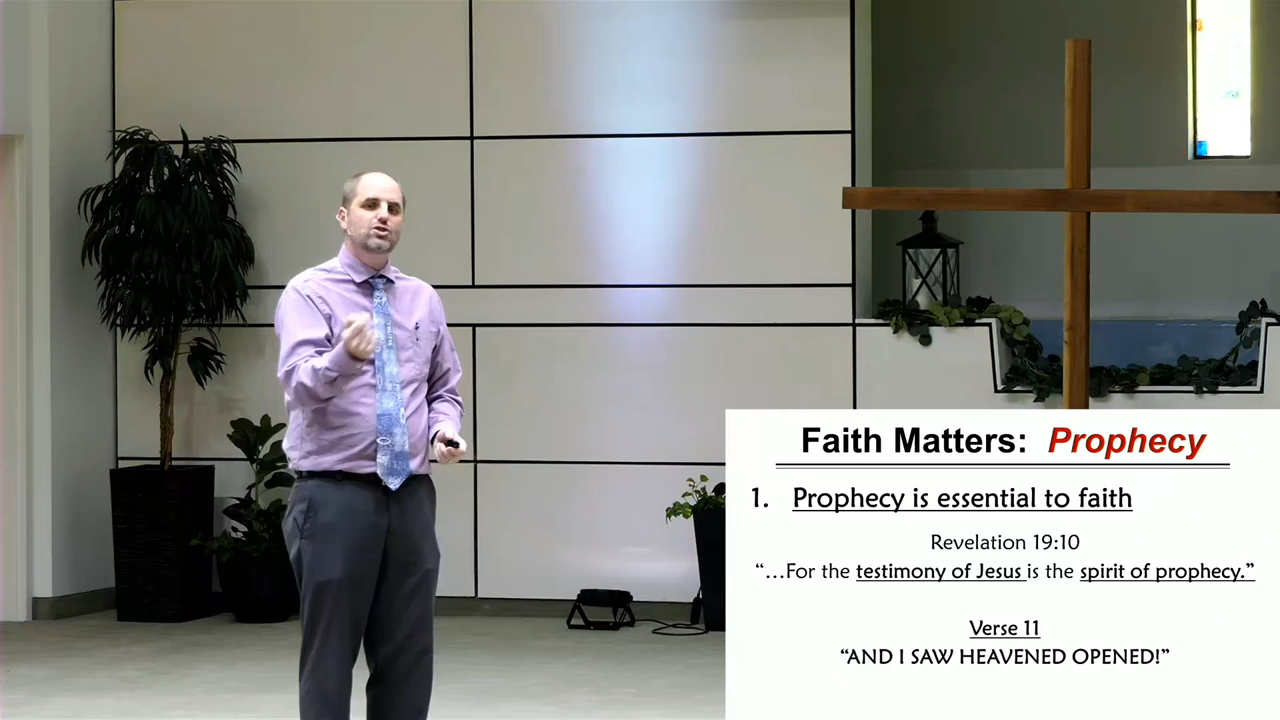 Faith Matters: Prophecy
1. Prophecy is essential to faith
Revelation 19:10
“…For the testimony of Jesus is the spirit of prophecy.”
Verse 11
“AND I SAW HEAVENED OPENED!”